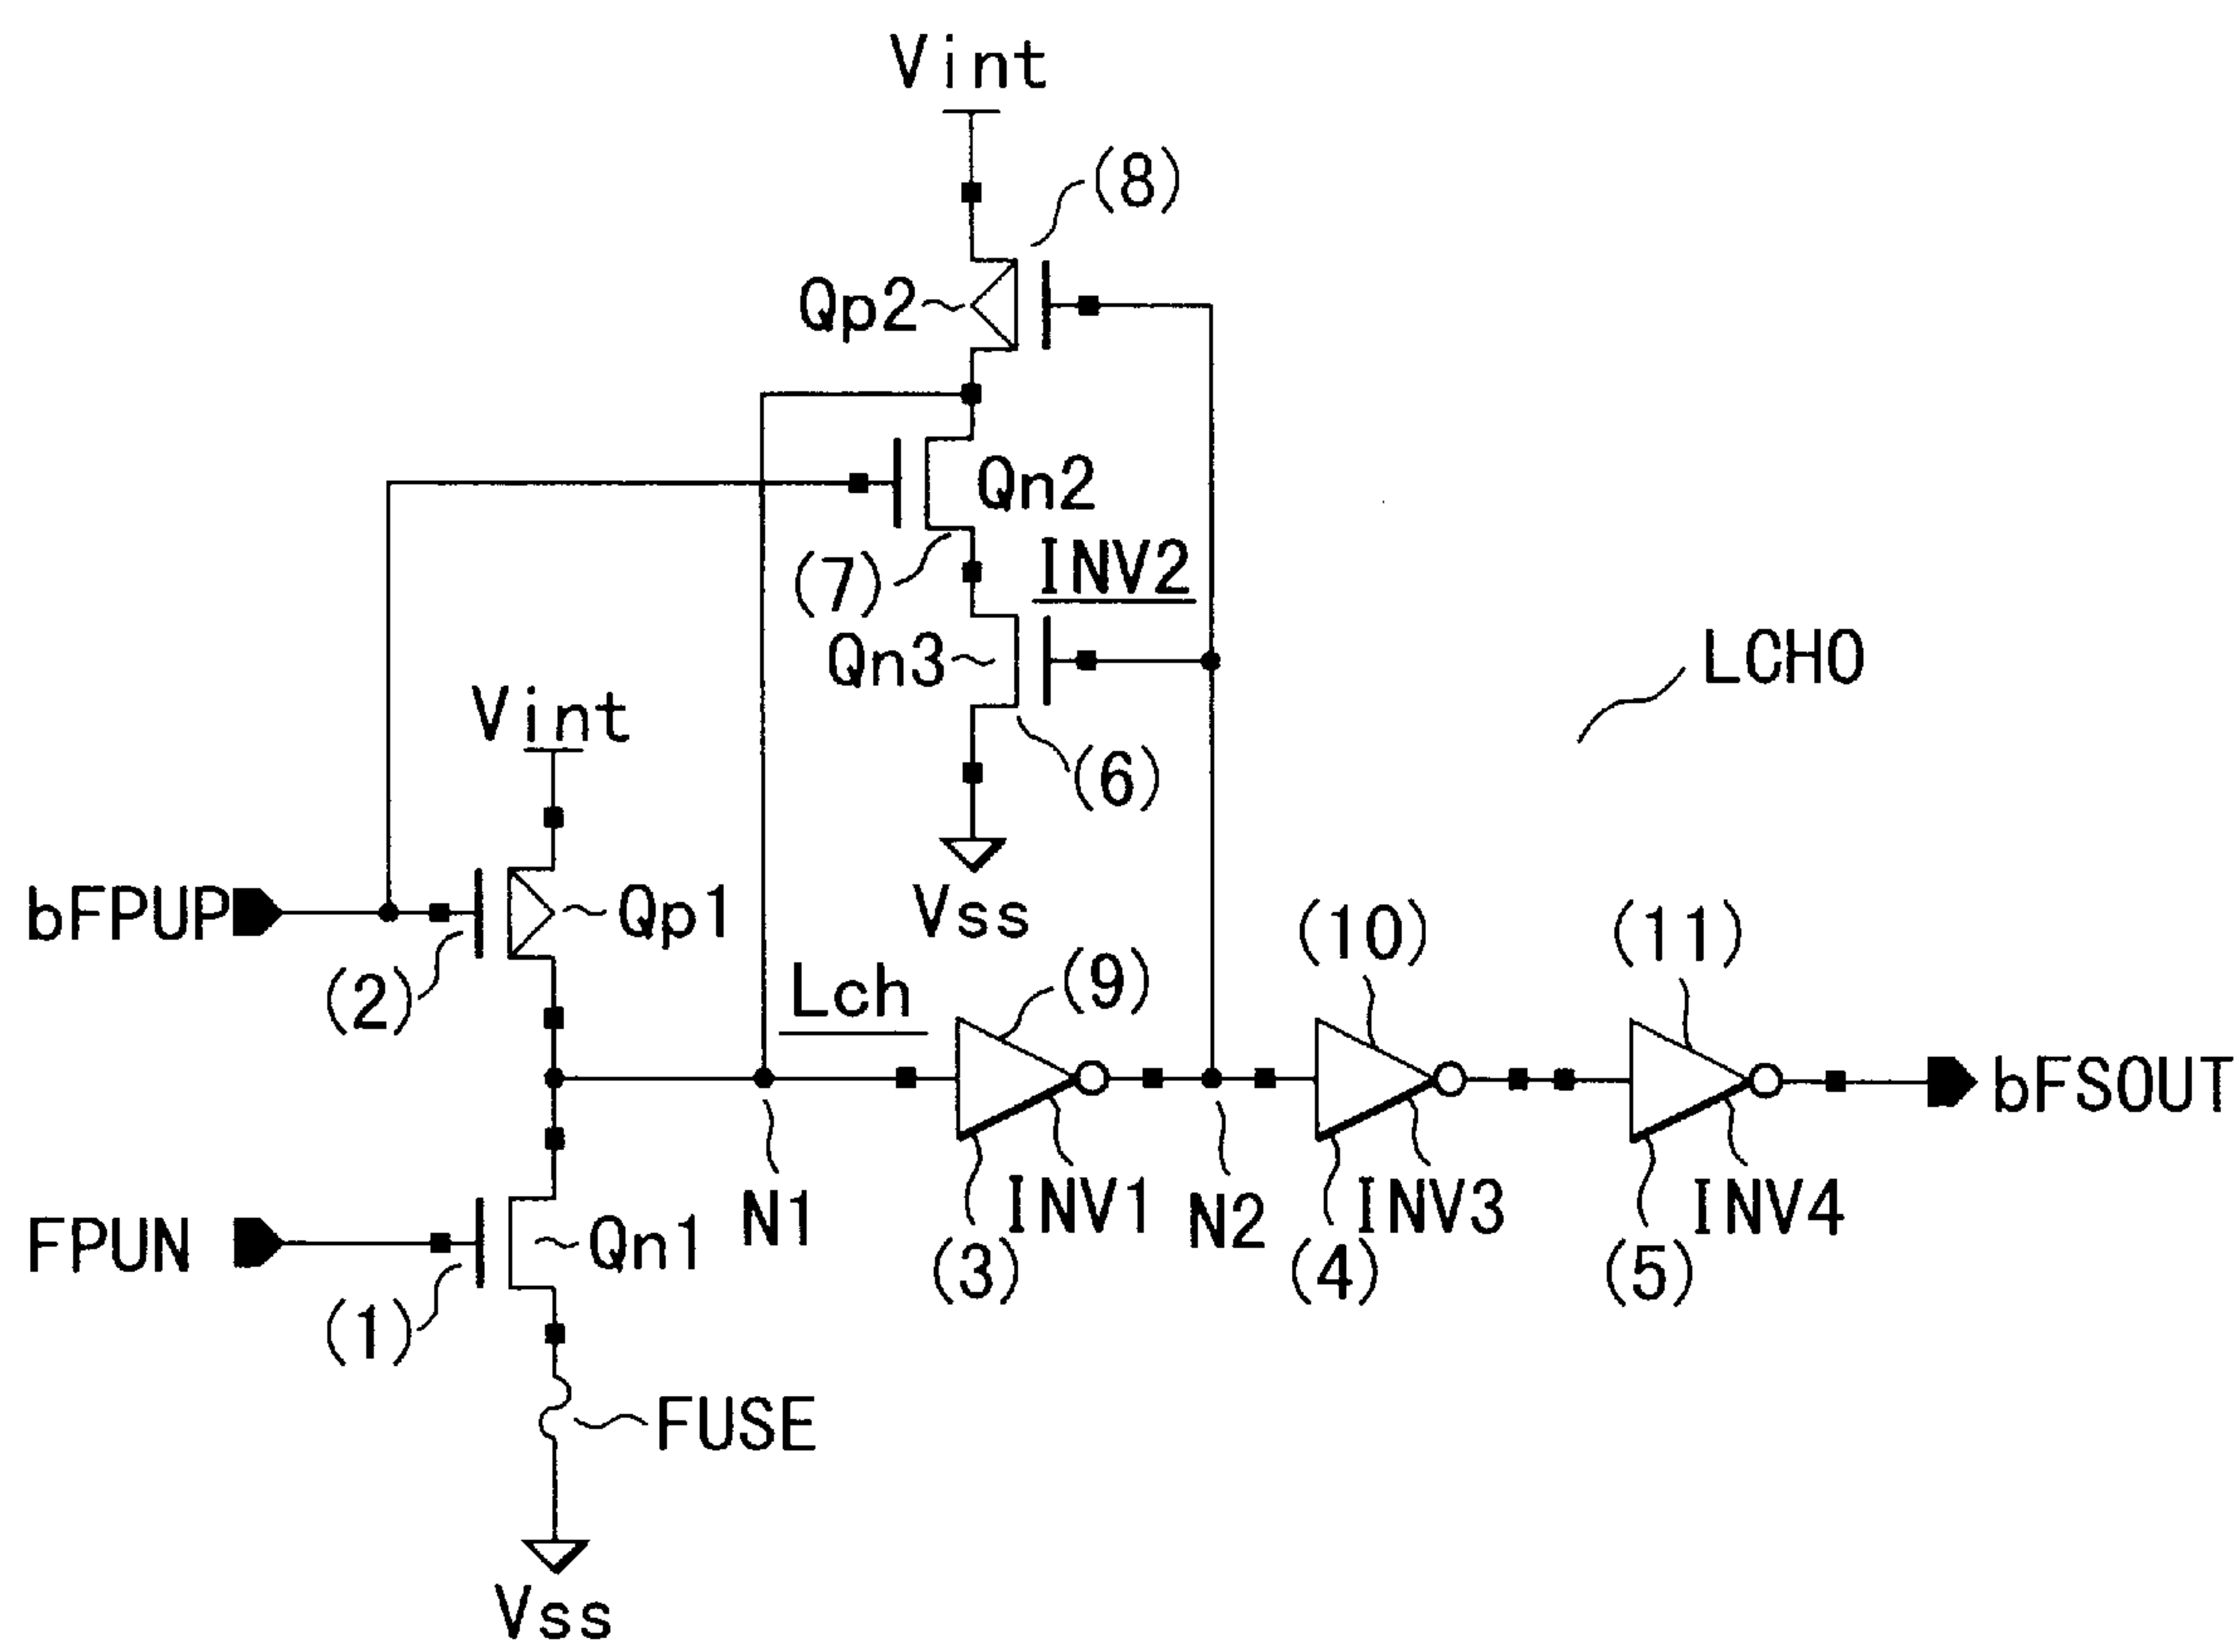 Vint
(8)
Qp2
Qn2
INV2
(7)
Qn3
LCHO
Vint
(6)
bFPUP
Qp1
Vss
(10)
(11)
(2)
Lch
(9)
bFSOUT
N1
INV1
N2
INV3
INV4
FPUN
Qn1
(3)
(4)
(5)
(1)
FUSE
Vss